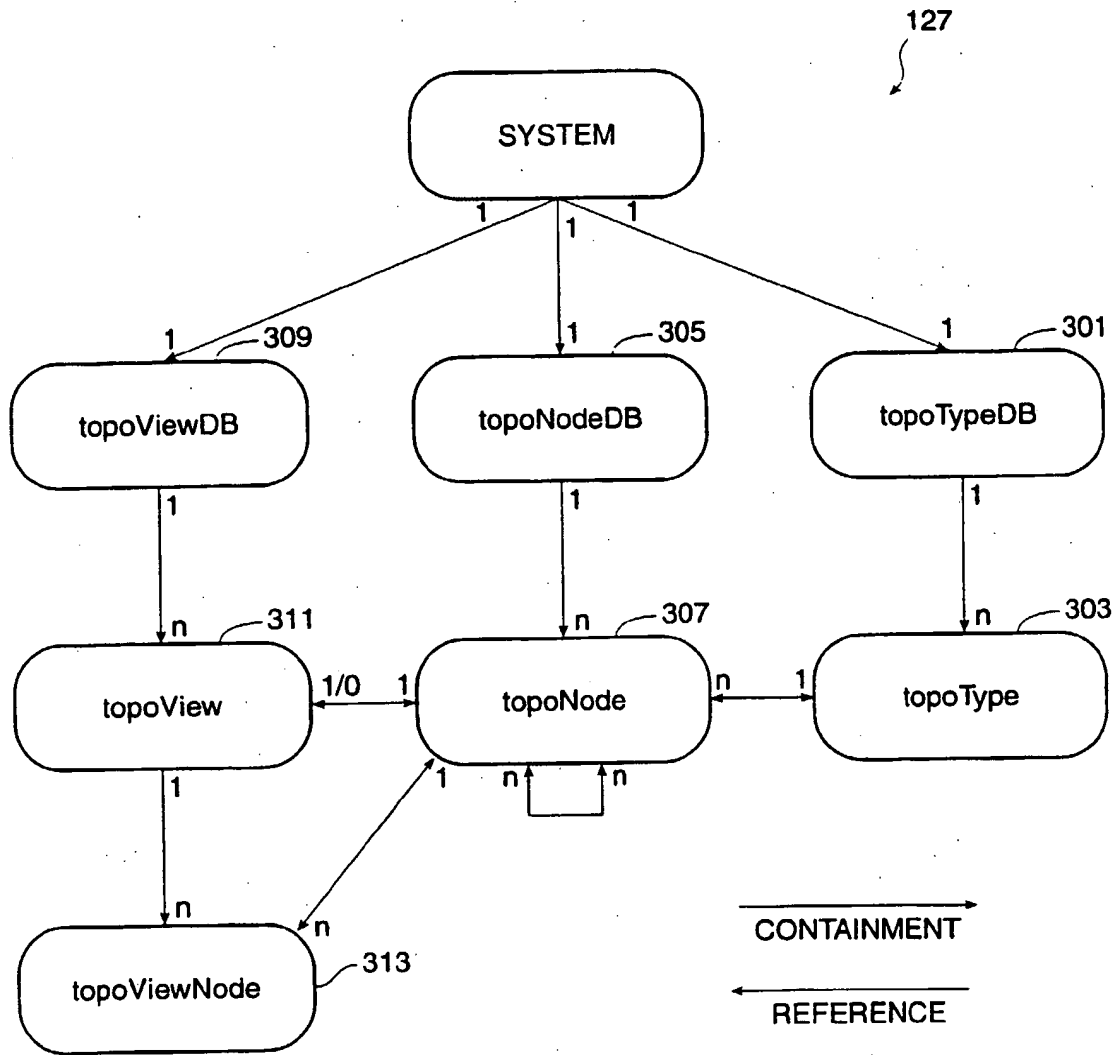 127
SYSTEM
1 1 1
1 309 1 305 1 301
topoViewDB topoNodeDB topoTypeDB
1 1 1
n 311 n 307 n 303
topoView 1/0 1 topoNode n 1 topoType
1 1 n n
n n
topoViewNode 313
CONTAINMENT
REFERENCE